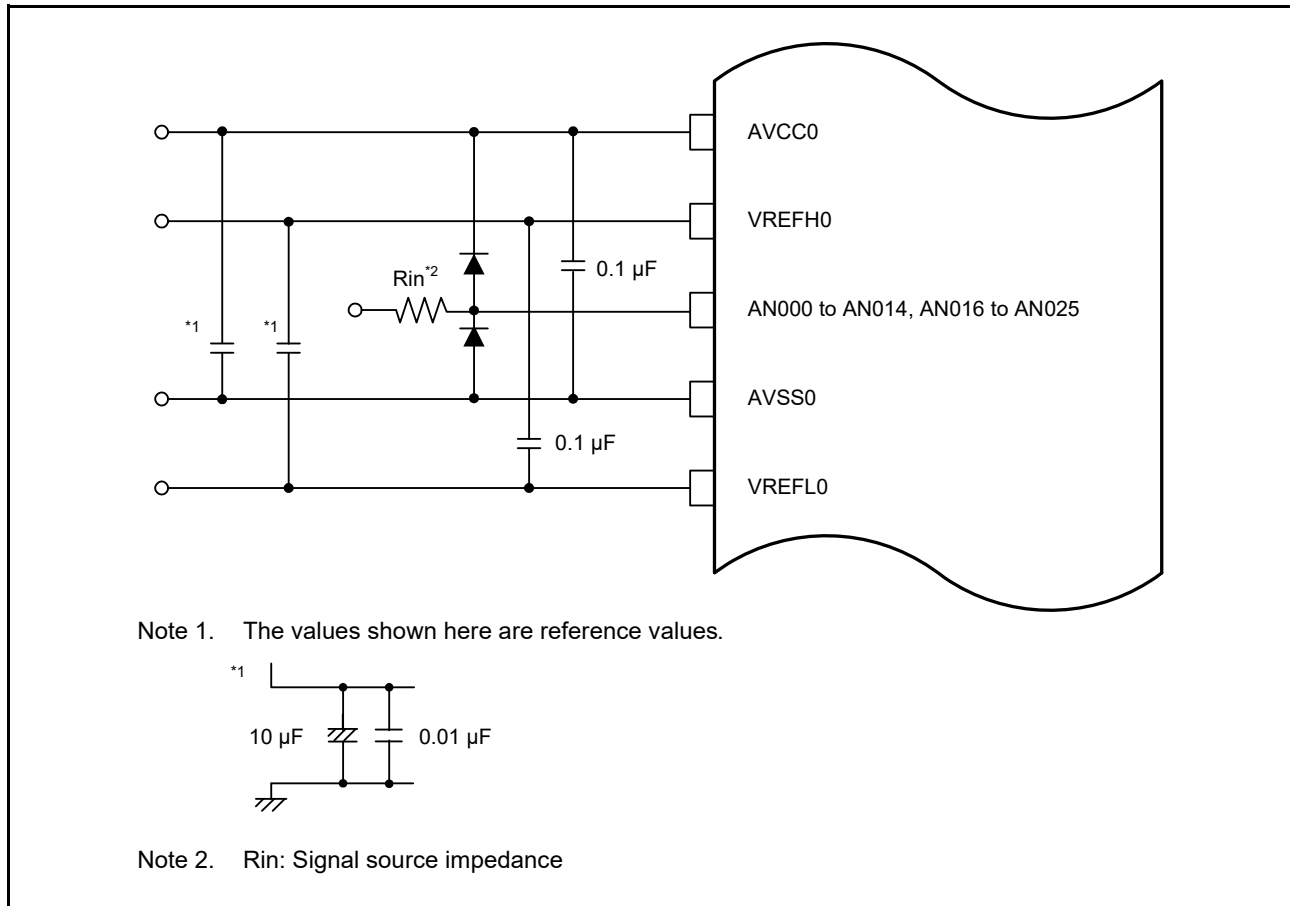 AVCC0
VREFH0
0.1 µF
Rin*2
AN000 to AN014, AN016 to AN025
*1
*1
AVSS0
0.1 µF
VREFL0
Note 1. The values shown here are reference values.
*1
10 µF
0.01 µF
Note 2. Rin: Signal source impedance